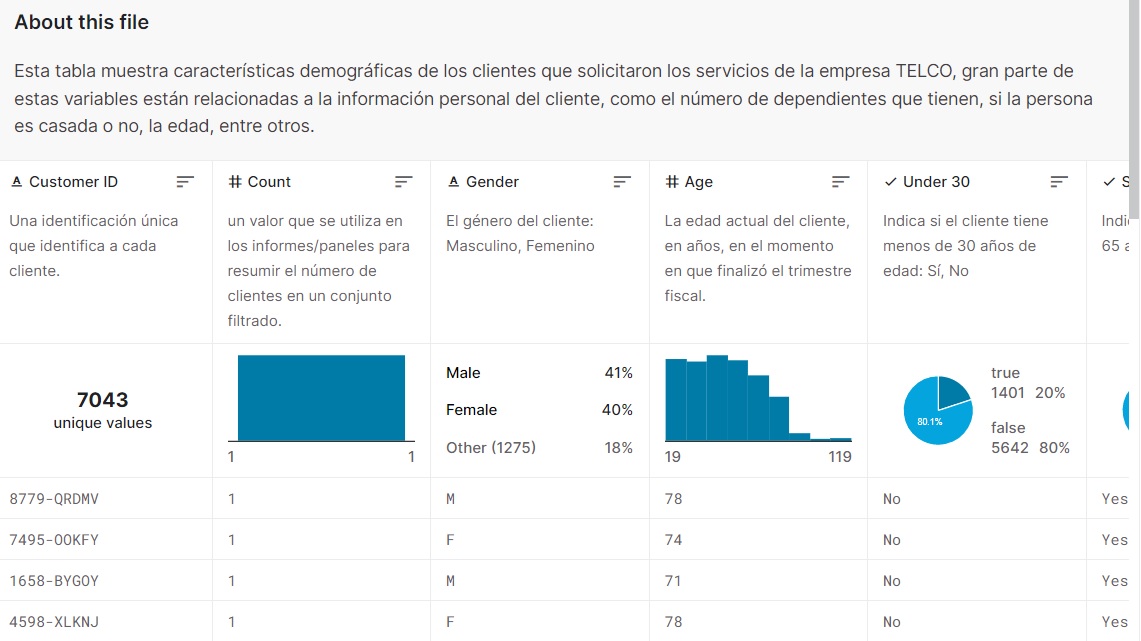 About this file
Esta tabla muestra características demográficas de los clientes que solicitaron los servicios de la empresa TELCO, gran parte de
estas variables están relacionadas a la información personal del cliente, como el número de dependientes que tienen, si la persona
es casada o no, la edad, entre otros.
Customer ID
Una identificación única
que identifica a cada
cliente.
# Count
un valor que se utiliza en
los informes/paneles para
resumir el número de
clientes en un conjunto
filtrado.
Gender
El género del cliente:
Masculino, Femenino
# Age
La edad actual del cliente,
en años, en el momento
en que finalizó el trimestre
fiscal.
Under 30
Indica si el cliente tiene
menos de 30 años de
edad: Sí, No
65
7043
unique values
1 1
Male 41%
Female 40%
Other (1275) 18%
19 119
80.1%
true
1401 20%
false
5642 80%
8779-QRDMV 1 M 78 No Yes
7495-OOKFY 1 F 74 No Yes
1658-BYGOY 1 M 71 No Yes
4598-XLKNJ 1 F 78 No Yes